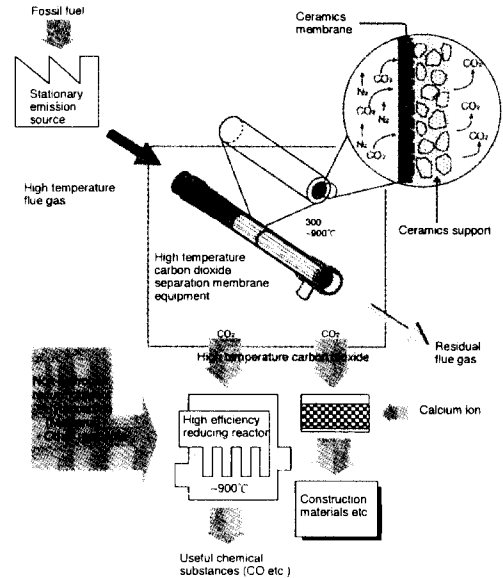 Fossil fuel
Stationary
emission
source
Ceramics
membrane
CO₂
N₂
CO₂
CO₂
N₂
CO₂
N₂
CO₂
CO₂
CO₂
High temperature
flue gas
300
~900℃
Ceramics support
High temperature
carbon dioxide
separation membrane
equipment
Residual
flue gas
CO₂
CO₂
High temperature carbon dioxide
High efficiency
reducing reactor
~900℃
Calcium ion
Construction
materials etc
Useful chemical
substances (CO etc )